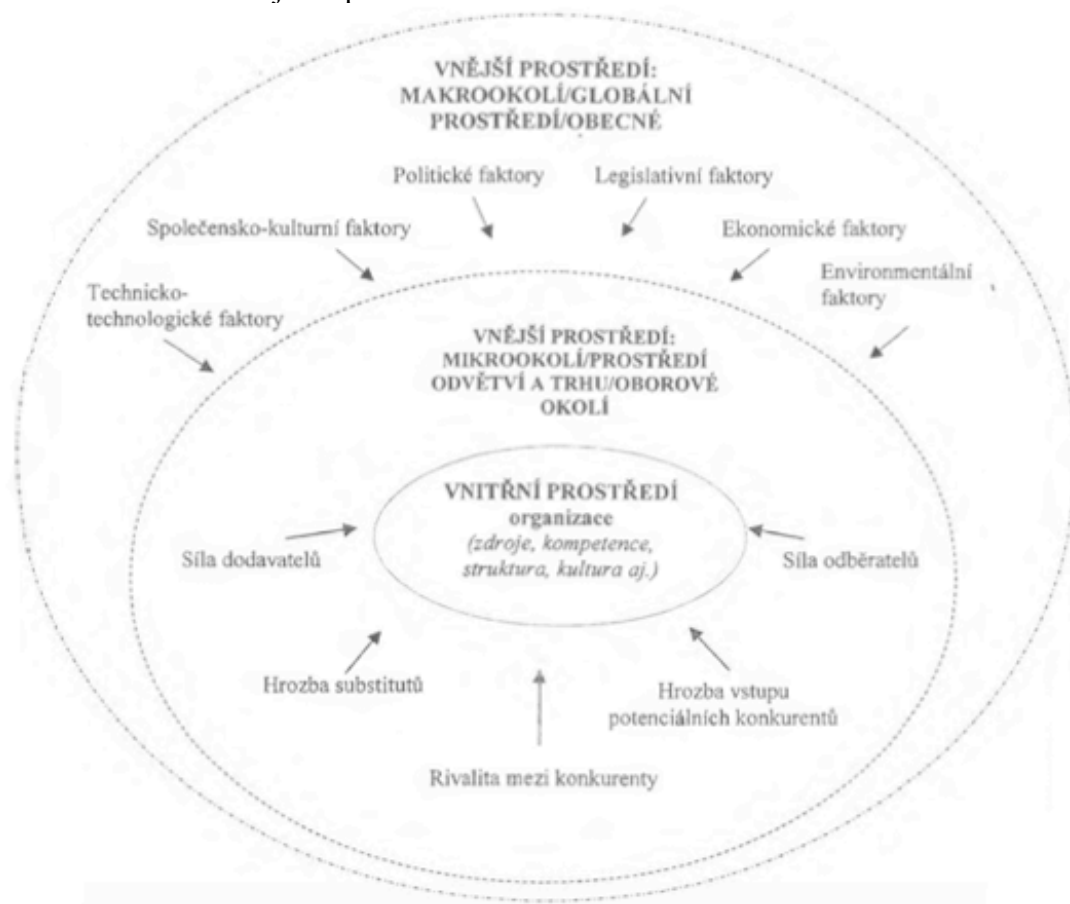 VNĚJŠÍ PROSTŘEDÍ:
MAKROOKOLÍ/GLOBÁLNÍ
PROSTŘEDÍ/OBECNÉ
Politické faktory
Legislativní faktory
Společensko-kulturní faktory
Ekonomické faktory
Technicko-
technologické faktory
Environmentální
faktory
VNĚJŠÍ PROSTŘEDÍ:
MIKROOKOLÍ/PROSTŘEDÍ
ODVĚTVÍ A TRHU/OBOROVÉ
OKOLÍ
VNITŘNÍ PROSTŘEDÍ
organizace
(zdroje, kompetence,
struktura, kultura aj.)
Síla dodavatelů
Síla odběratelů
Hrozba substitutů
Hrozba vstupu
potenciálních konkurentů
Rivalita mezi konkurenty